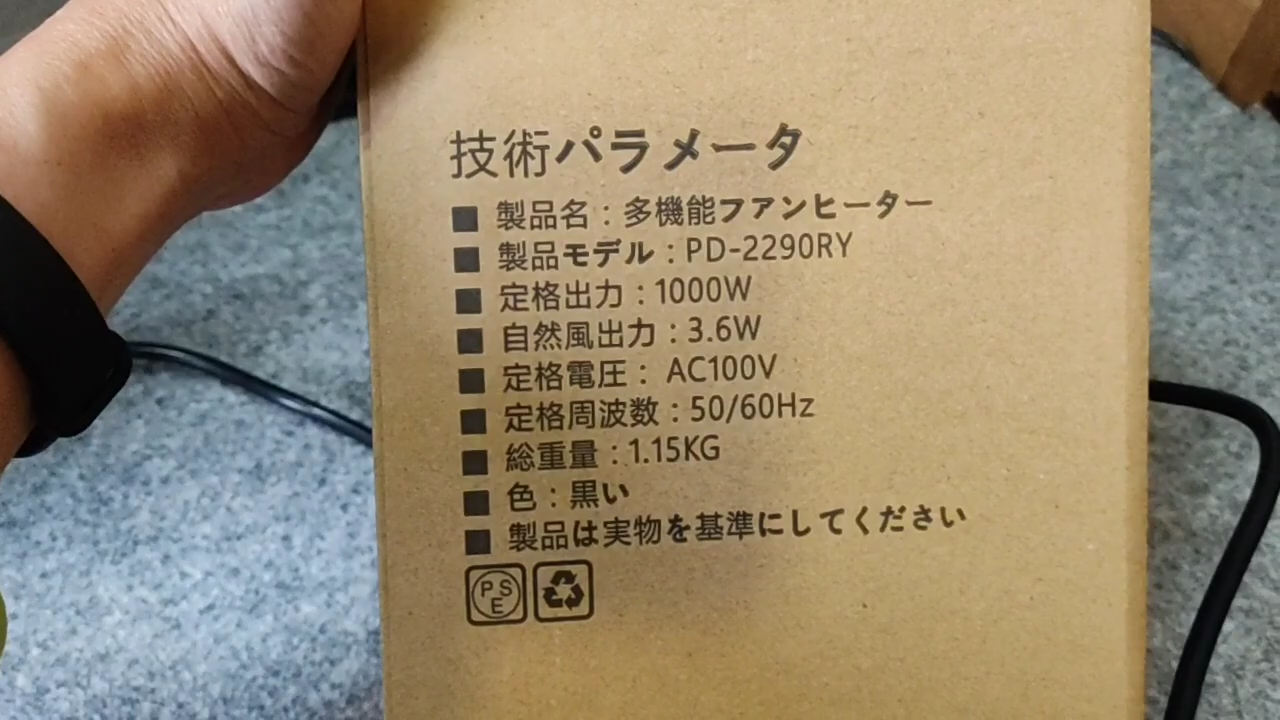 技術パラメータ
■ 製品名：多機能ファンヒーター
■ 製品モデル：PD-2290RY
■ 定格出力：1000W
■ 自然風出力：3.6W
■ 定格電圧： AC100V
■ 定格周波数：50/60Hz
■ 総重量：1.15KG
■ 色：黒い
■ 製品は実物を基準にしてください
PSE